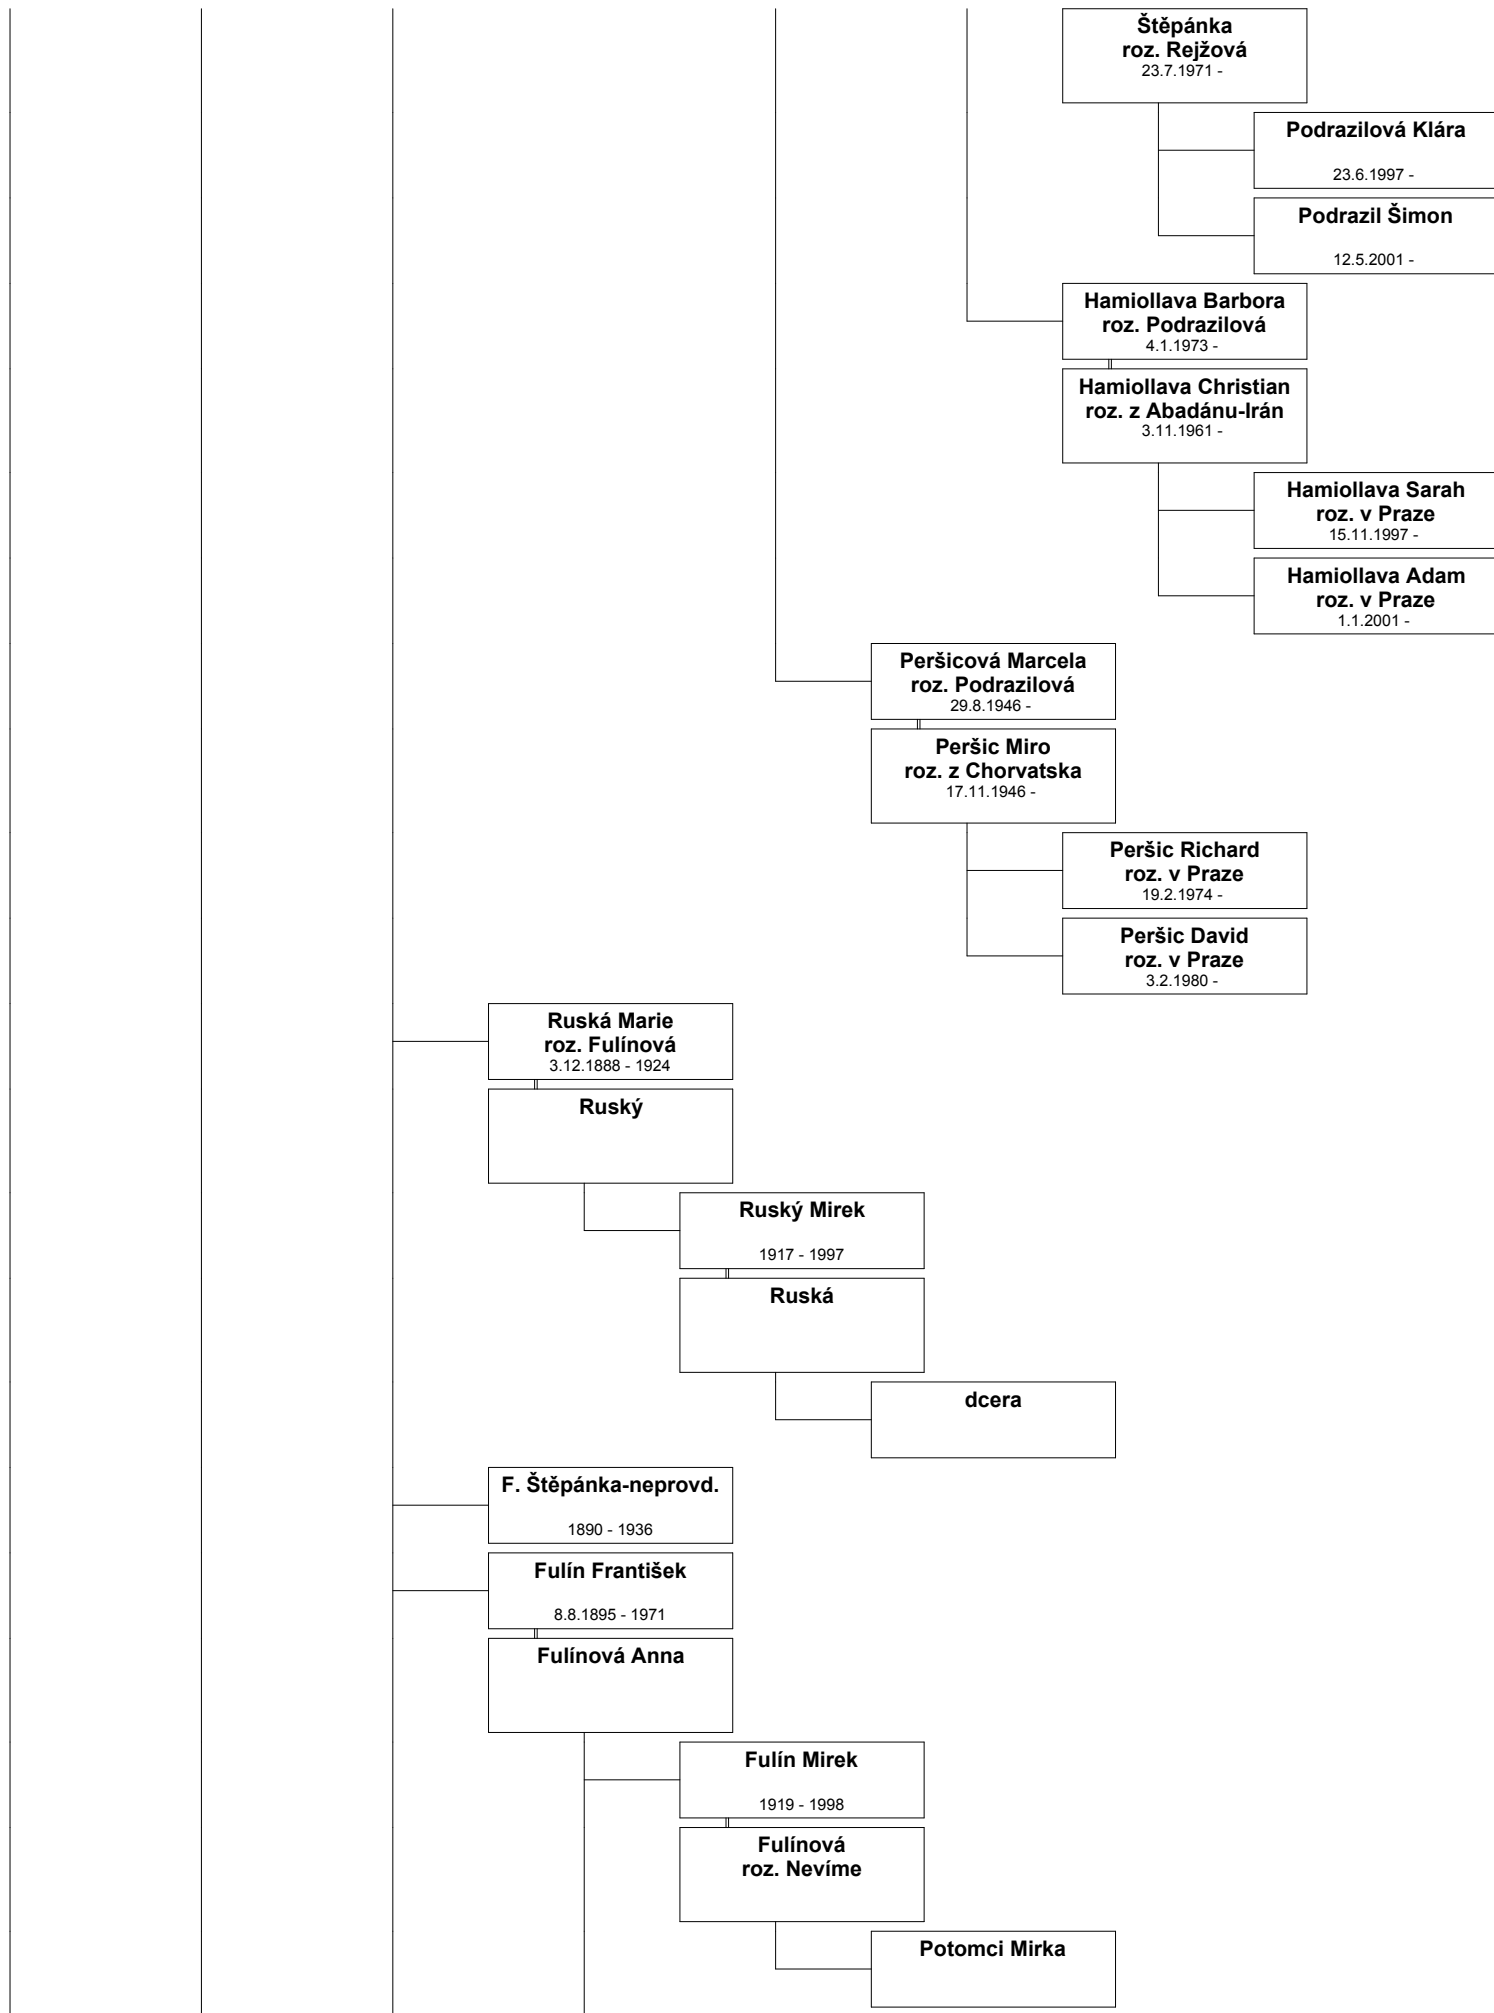 Štěpánka
roz. Rejžová
23.7.1971 -
Podrazilová Klára
23.6.1997 -
Podrazil Šimon
12.5.2001 -
Hamiollava Barbora
roz. Podrazilová
4.1.1973 -
Hamiollava Christian
roz. z Abadánu-Irán
3.11.1961 -
Hamiollava Sarah
roz. v Praze
15.11.1997 -
Hamiollava Adam
roz. v Praze
1.1.2001 -
Peršicová Marcela
roz. Podrazilová
29.8.1946 -
Peršic Miro
roz. z Chorvatska
17.11.1946 -
Peršic Richard
roz. v Praze
19.2.1974 -
Peršic David
roz. v Praze
3.2.1980 -
Ruská Marie
roz. Fulínová
3.12.1888 - 1924
Ruský
Ruský Mirek
1917 - 1997
Ruská
dcera
F. Štěpánka-neprovd.
1890 - 1936
Fulín František
8.8.1895 - 1971
Fulínová Anna
Fulín Mirek
1919 - 1998
Fulínová
roz. Nevíme
Potomci Mirka